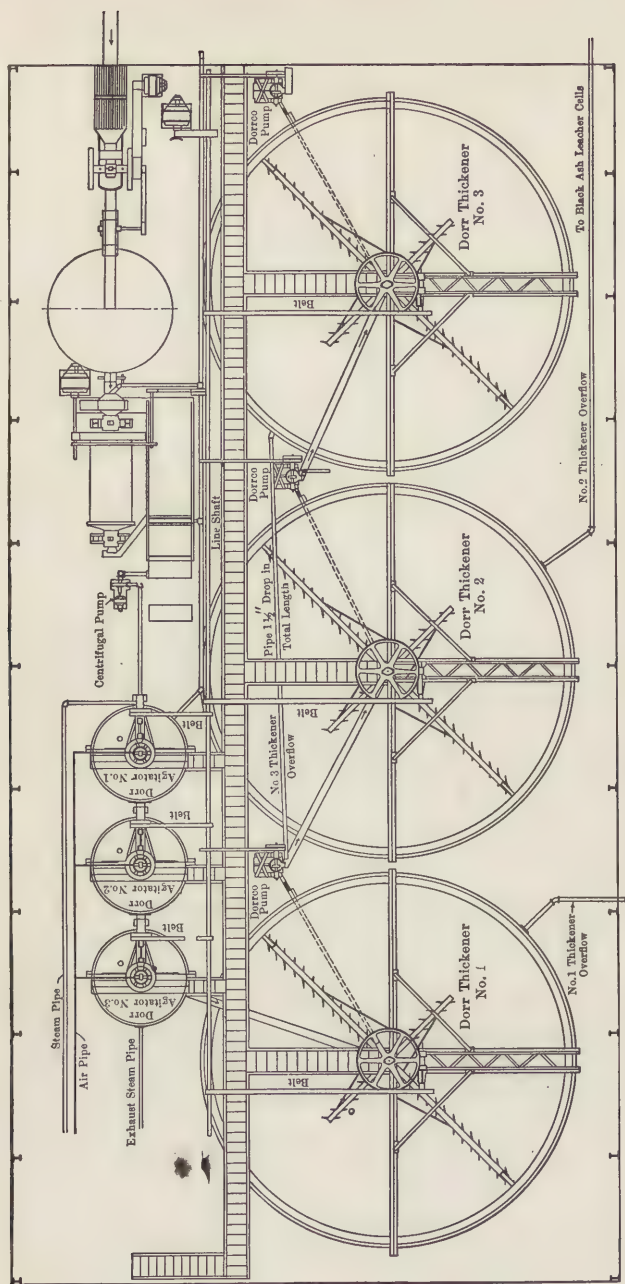 Steam Pipe
Air Pipe
Exhaust Steam Pipe
Dorr
Agitator No.3
Dorr
Agitator No.2
Dorr
Agitator No.1
Belt
Belt
Belt
Centrifugal Pump
Line Shaft
Dorrco
Pump
Dorrco
Pump
Dorrco
Pump
No 3 Thickener
Overflow
Pipe 1½" Drop in
Total Length
Belt
Belt
Belt
Dorr Thickener
No. 1
Dorr Thickener
No. 2
Dorr Thickener
No. 3
No.1 Thickener
Overflow
No.2 Thickener Overflow
To Black Ash Leacher Cells